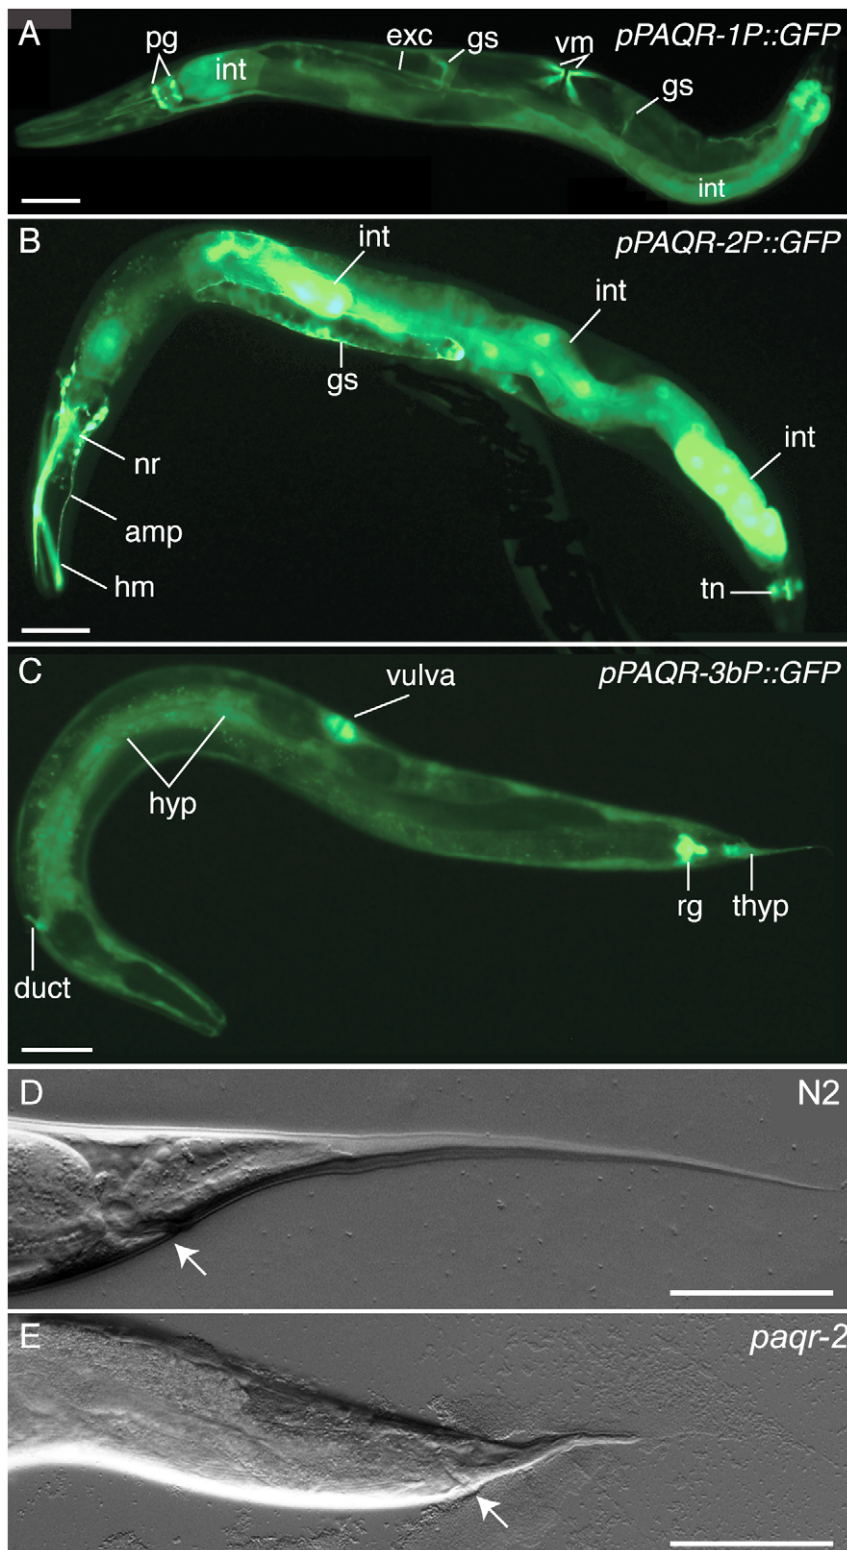 A
pPAQR-1P::GFP
pg
int
exc
gs
vm
gs
int
B
pPAQR-2P::GFP
int
int
gs
int
nr
amp
hm
tn
C
pPAQR-3bP::GFP
vulva
hyp
rg
thyp
duct
D
N2
E
paqr-2